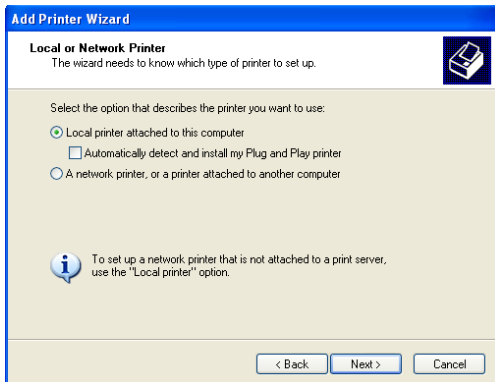 Add Printer Wizard
Local or Network Printer
The wizard needs to know which type of printer to set up.
Select the option that describes the printer you want to use:
Local printer attached to this computer
Automatically detect and install my Plug and Play printer
A network printer, or a printer attached to another computer
To set up a network printer that is not attached to a print server,
use the "Local printer" option.
< Back Next > Cancel